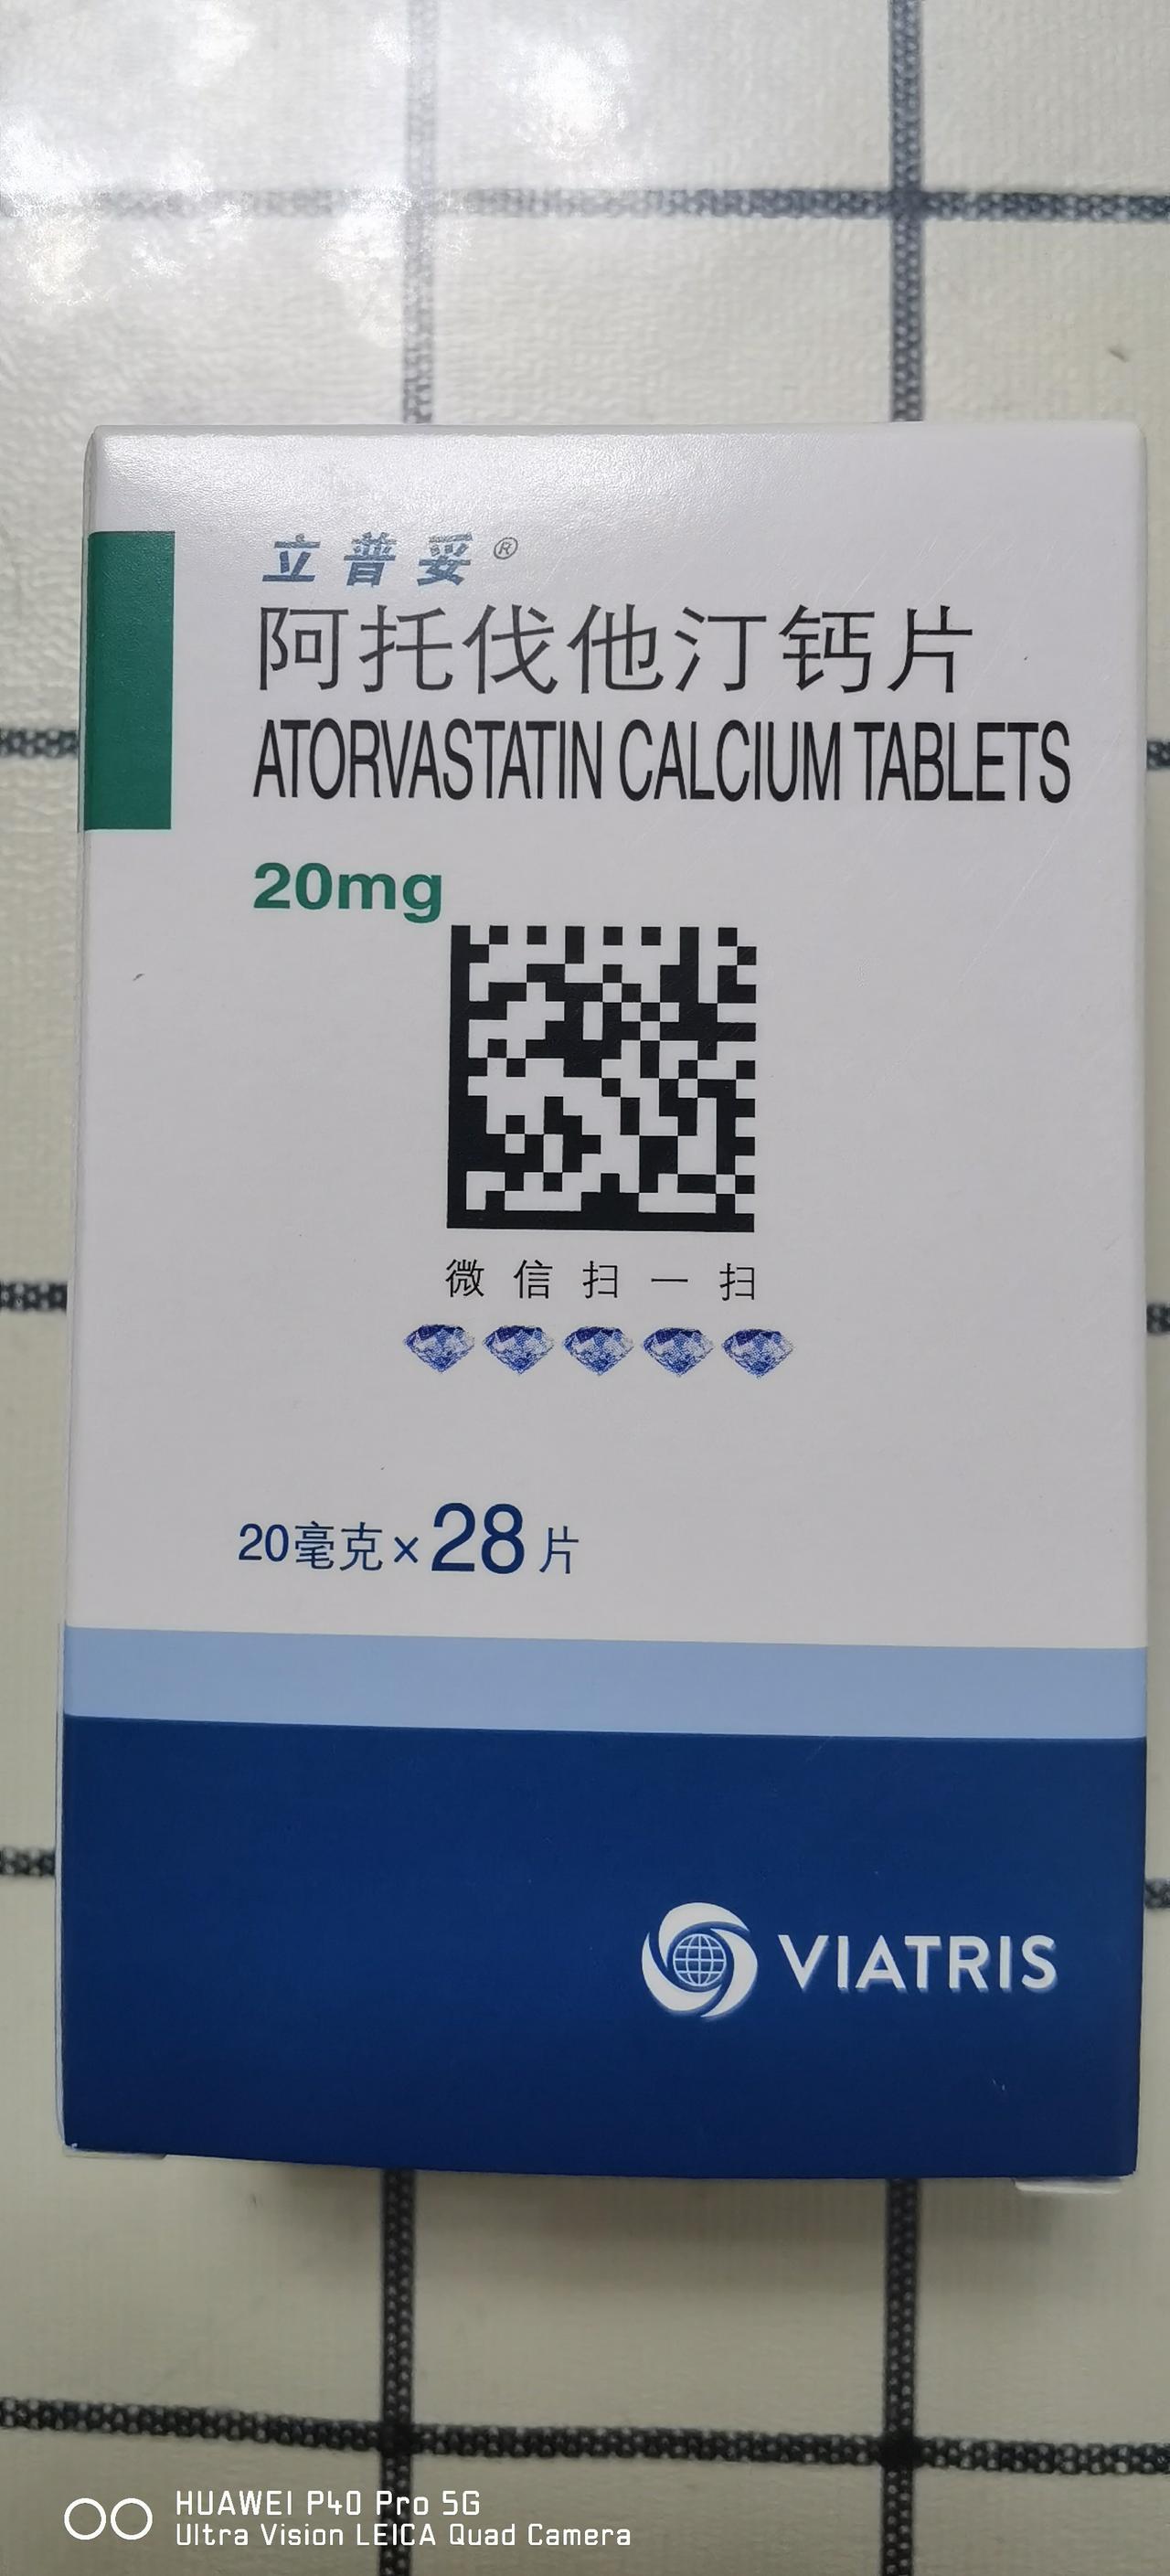 立普妥®
阿托伐他汀钙片
ATORVASTATIN CALCIUM TABLETS
20mg
微信扫一扫
20毫克×28片
VIATRIS
HUAWEI P40 Pro 5G
Ultra Vision LEICA Quad Camera